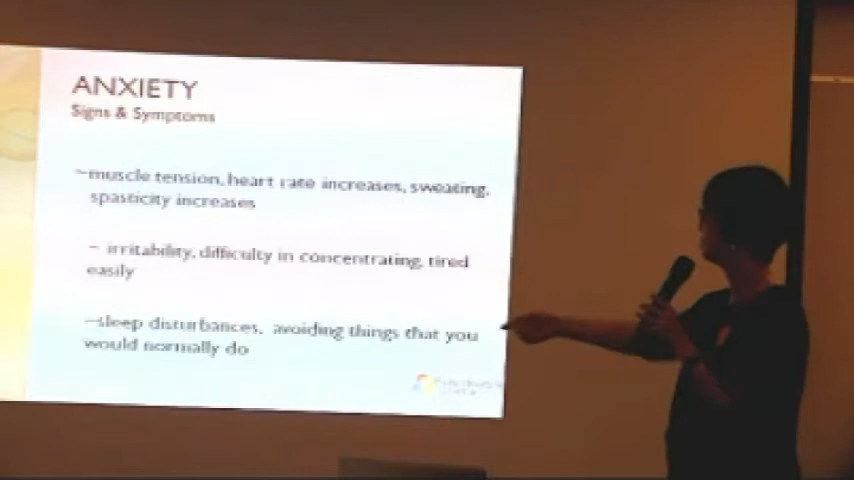 ANXIETY
Signs & Symptoms
~muscle tension, heart rate increases, sweating,
spasticity increases
~ irritability, difficulty in concentrating, tired
easily
~sleep disturbances, avoiding things that you
would normally do